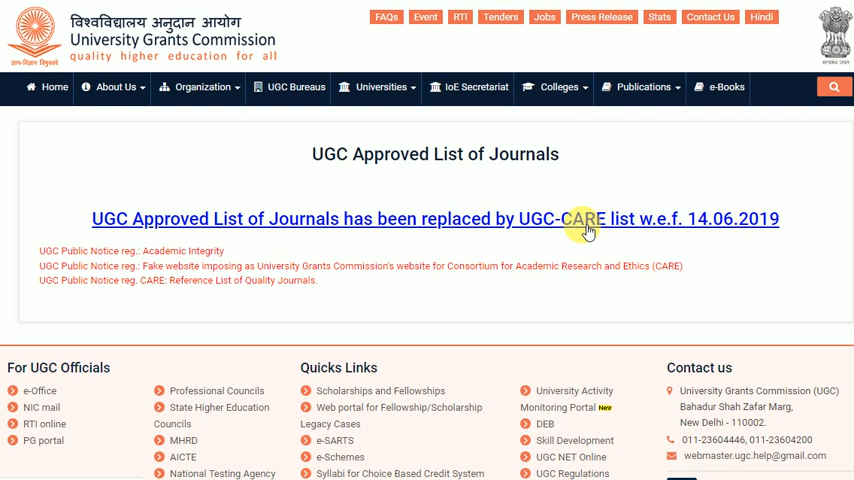 विश्वविद्यालय अनुदान आयोग
University Grants Commission
quality higher education for all
ज्ञान-विज्ञान विमुक्तये
FAQs Event RTI Tenders Jobs Press Release Stats Contact Us Hindi
सत्यमेव जयते
Home About Us Organization UGC Bureaus Universities IoE Secretariat Colleges Publications e-Books
UGC Approved List of Journals
UGC Approved List of Journals has been replaced by UGC-CARE list w.e.f. 14.06.2019
UGC Public Notice reg.: Academic Integrity
UGC Public Notice reg.: Fake website imposing as University Grants Commission's website for Consortium for Academic Research and Ethics (CARE)
UGC Public Notice reg. CARE: Reference List of Quality Journals.
For UGC Officials
e-Office
NIC mail
RTI online
PG portal
Professional Councils
State Higher Education
Councils
MHRD
AICTE
National Testing Agency
Quicks Links
Scholarships and Fellowships
Web portal for Fellowship/Scholarship
Legacy Cases
e-SARTS
e-Schemes
Syllabi for Choice Based Credit System
University Activity
Monitoring Portal New
DEB
Skill Development
UGC NET Online
UGC Regulations
Contact us
University Grants Commission (UGC)
Bahadur Shah Zafar Marg,
New Delhi - 110002.
011-23604446, 011-23604200
webmaster.ugc.help@gmail.com